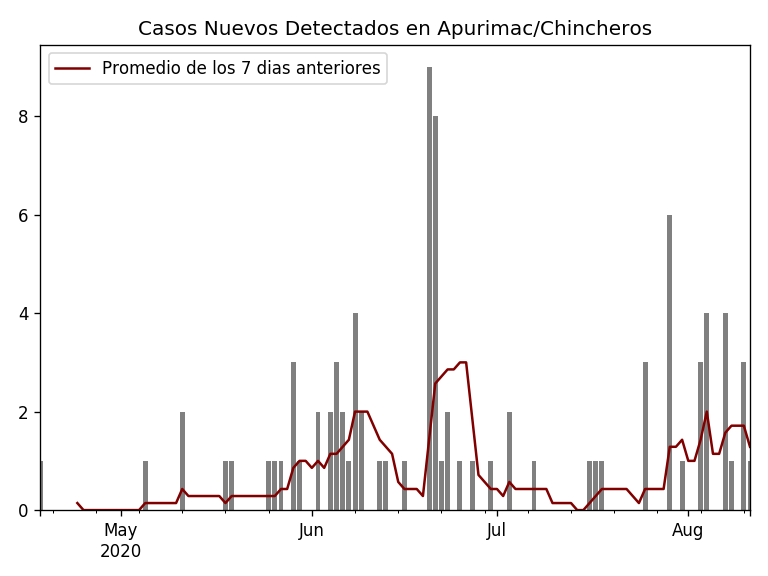 Casos Nuevos Detectados en Apurimac/Chincheros
Promedio de los 7 dias anteriores
8
6
4
2
0
May
2020
Jun
Jul
Aug